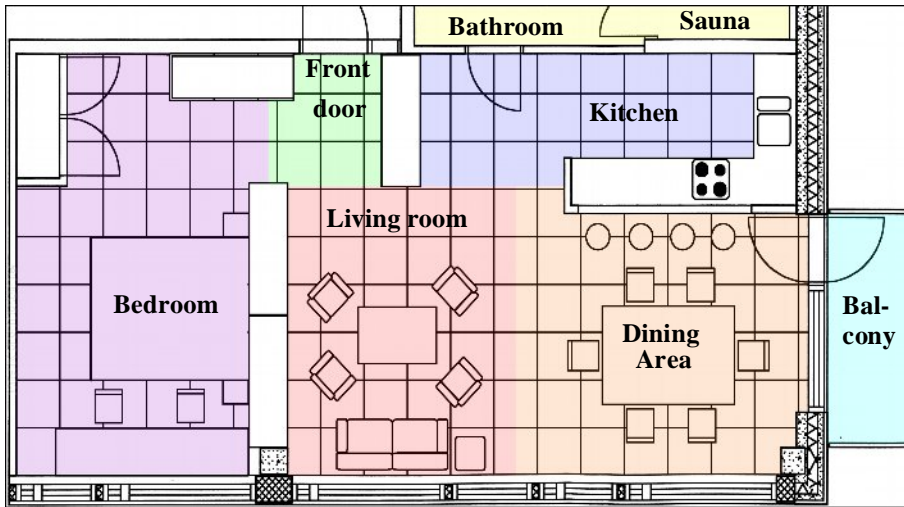 Bathroom
Sauna
Front
door
Kitchen
Living room
Bedroom
Dining
Area
Bal-
cony